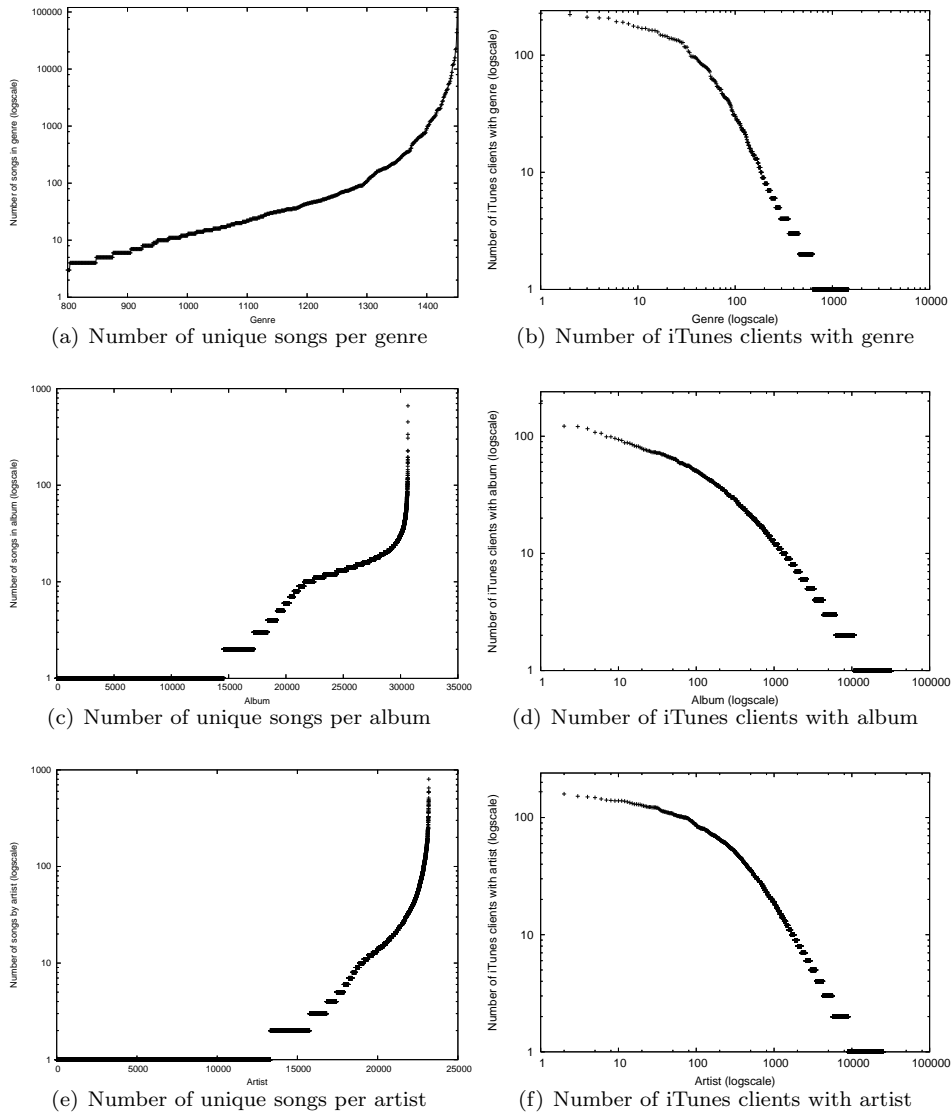 100000
10000
1000
100
10
1
Number of songs in genre (logscale)
800 900 1000 1100 1200 1300 1400
Genre
(a) Number of unique songs per genre
100
10
1
Number of iTunes clients with genre (logscale)
1 10 100 1000 10000
Genre (logscale)
(b) Number of iTunes clients with genre
1000
100
10
1
Number of songs in album (logscale)
0 5000 10000 15000 20000 25000 30000 35000
Album
(c) Number of unique songs per album
100
10
1
Number of iTunes clients with album (logscale)
1 10 100 1000 10000 100000
Album (logscale)
(d) Number of iTunes clients with album
1000
100
10
1
Number of songs by artist (logscale)
0 5000 10000 15000 20000 25000
Artist
(e) Number of unique songs per artist
100
10
1
Number of iTunes clients with artist (logscale)
1 10 100 1000 10000 100000
Artist (logscale)
(f) Number of iTunes clients with artist